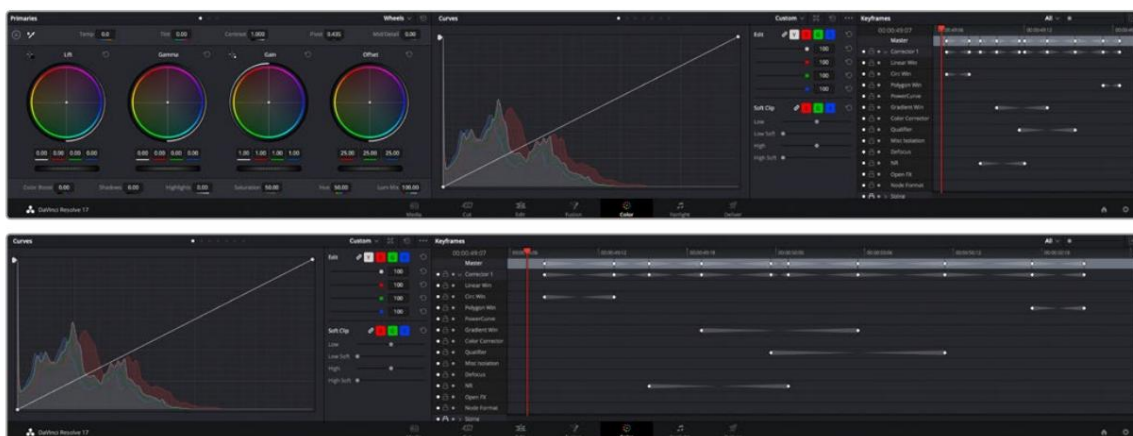 Primaries Wheels Curves Custom Keyframes All
Temp 0.0 Tint 0.00 Contrast 1.000 Pivot 0.435 Mid/Detail 0.00 Edit Y 00:00:49:07
Master
Lift Gamma Gain Offset 100 Corrector 1
100 Linear Win
100 Circ Win
100 Polygon Win
PowerCurve
Soft Clip Gradient Win
Low Color Corrector
Low Soft Qualifier
High Misc Isolation
0.00 0.00 0.00 0.00 0.00 0.00 0.00 0.00 1.00 1.00 1.00 1.00 25.00 25.00 25.00 High Soft Defocus
NR
Open FX
Color Boost 0.00 Shadows 0.00 Highlights 0.00 Saturation 50.00 Hue 50.00 Lum Mix 100.00 Node Format
Sizing
DaVinci Resolve 17 Media Cut Edit Fusion Color Fairlight Deliver
Curves Custom Keyframes All
Edit Y 00:00:49:07
Master
100 Corrector 1
100 Linear Win
100 Circ Win
100 Polygon Win
PowerCurve
Soft Clip Gradient Win
Low Color Corrector
Low Soft Qualifier
High Misc Isolation
High Soft Defocus
NR
Open FX
Node Format
Sizing
DaVinci Resolve 17